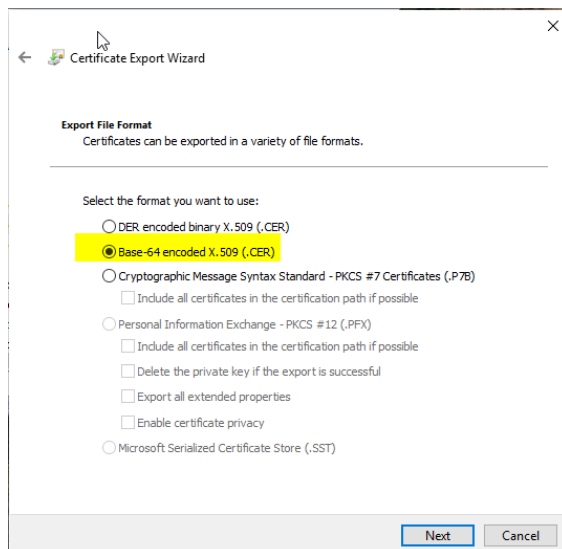 Certificate Export Wizard
Export File Format
Certificates can be exported in a variety of file formats.
Select the format you want to use:
DER encoded binary X.509 (.CER)
Base-64 encoded X.509 (.CER)
Cryptographic Message Syntax Standard - PKCS #7 Certificates (.P7B)
Include all certificates in the certification path if possible
Personal Information Exchange - PKCS #12 (.PFX)
Include all certificates in the certification path if possible
Delete the private key if the export is successful
Export all extended properties
Enable certificate privacy
Microsoft Serialized Certificate Store (.SST)
Next
Cancel